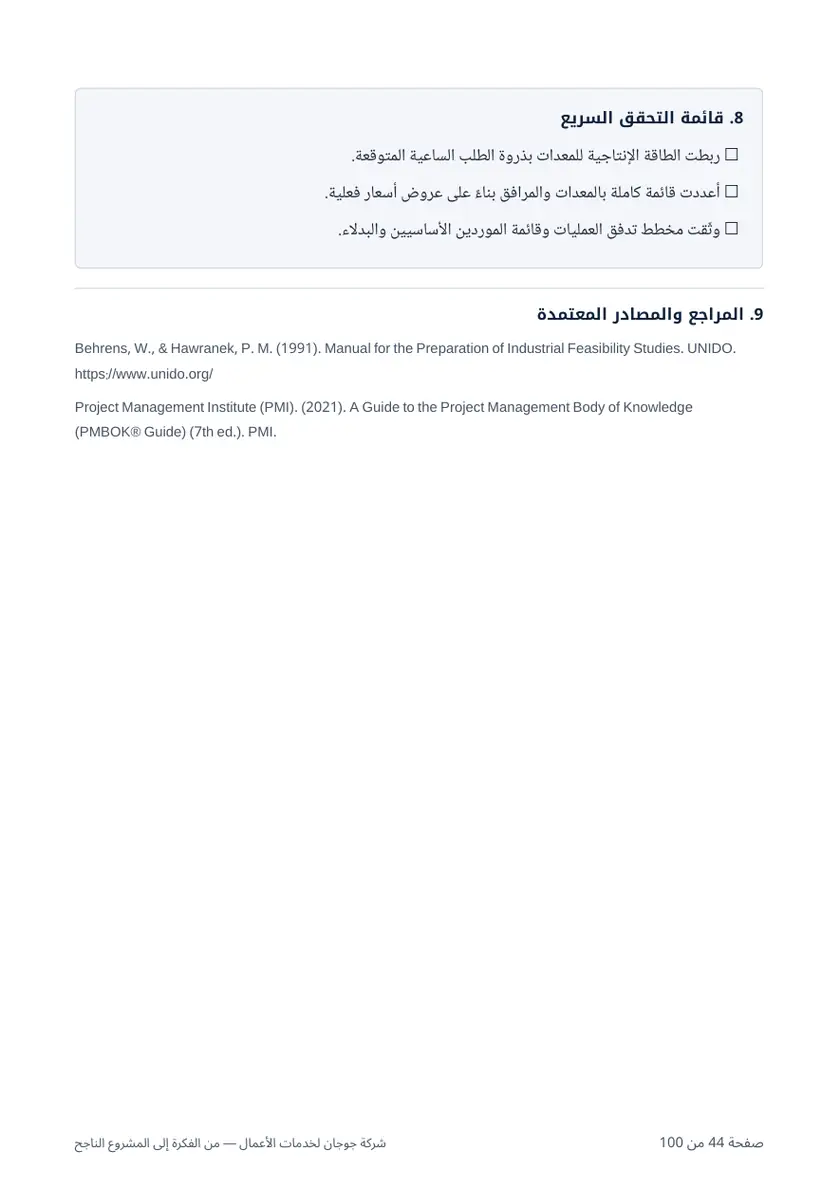 8. قائمة التحقق السريع
☐ ربطت الطاقة الإنتاجية للمعدات بذروة الطلب الساعية المتوقعة.
☐ أعددت قائمة كاملة بالمعدات والمرافق بناءً على عروض أسعار فعلية.
☐ وثّقت مخطط تدفق العمليات وقائمة الموردين الأساسيين والبدلاء.
9. المراجع والمصادر المعتمدة
Behrens, W., & Hawranek, P. M. (1991). Manual for the Preparation of Industrial Feasibility Studies. UNIDO.
https://www.unido.org/
Project Management Institute (PMI). (2021). A Guide to the Project Management Body of Knowledge
(PMBOK® Guide) (7th ed.). PMI.
صفحة 44 من 100
شركة جوجان لخدمات الأعمال — من الفكرة إلى المشروع الناجح